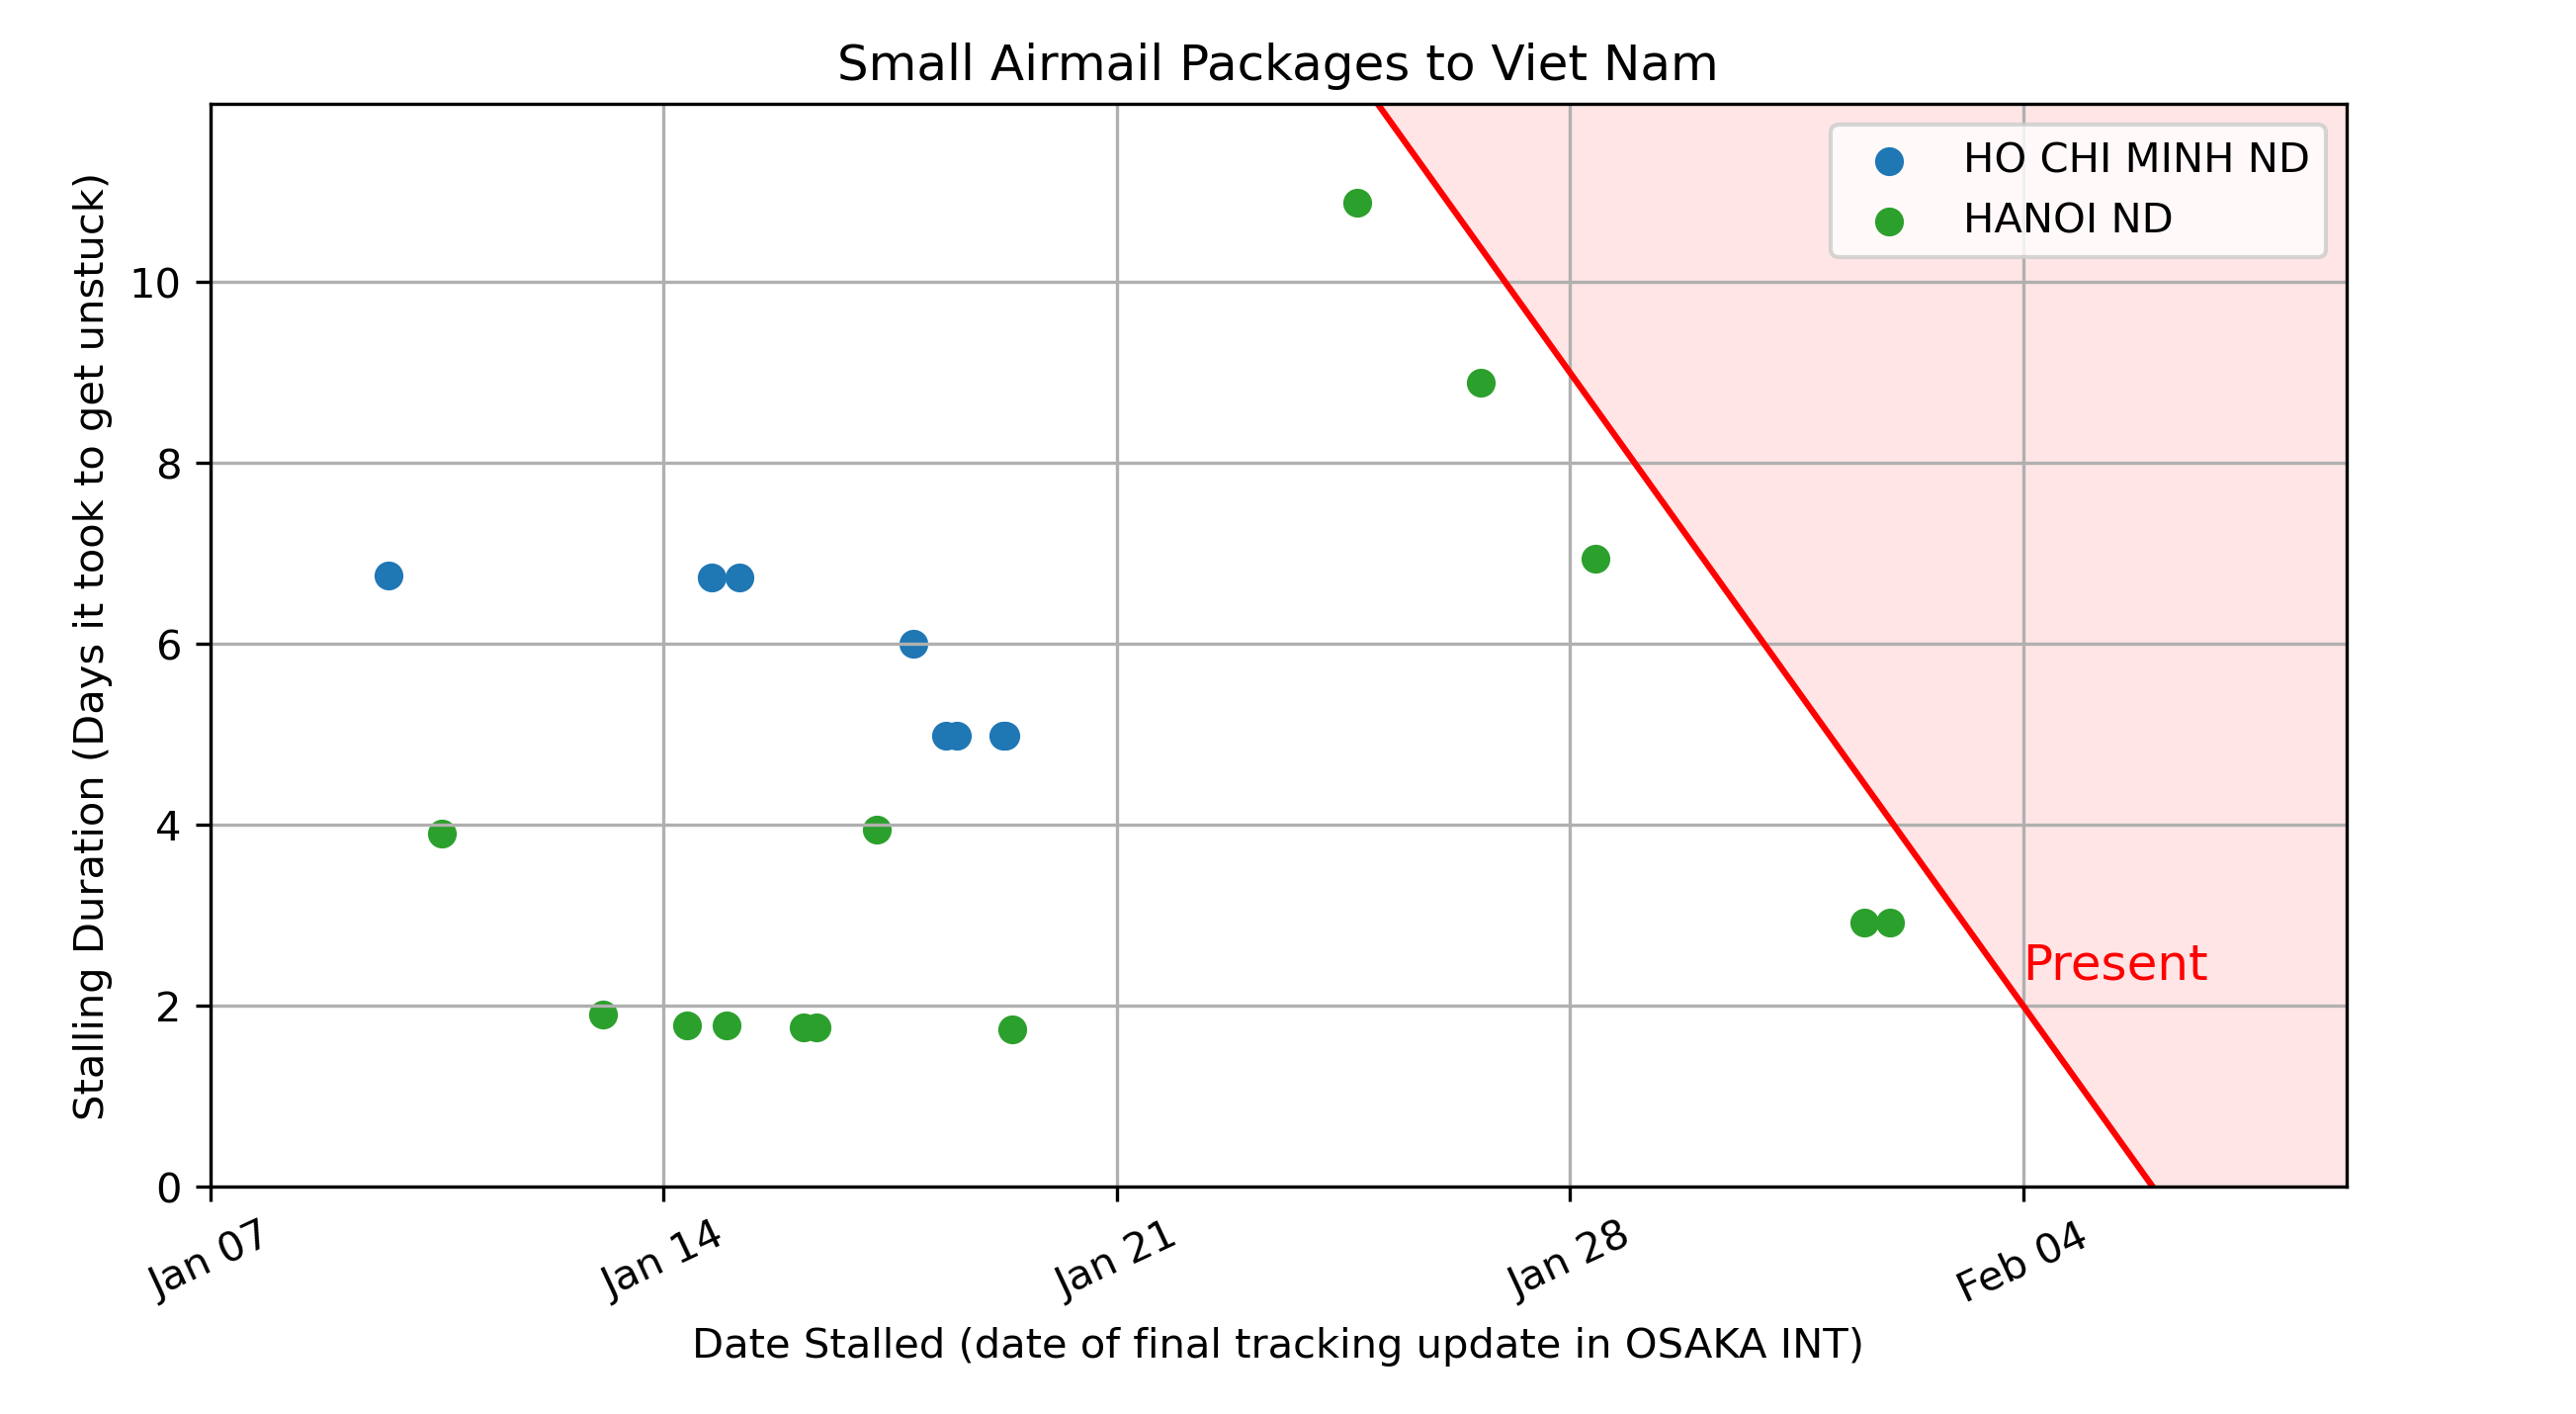 Small Airmail Packages to Viet Nam
HO CHI MINH ND
HANOI ND
Stalling Duration (Days it took to get unstuck)
10
8
6
4
2
0
Present
Jan 07
Jan 14
Jan 21
Jan 28
Feb 04
Date Stalled (date of final tracking update in OSAKA INT)